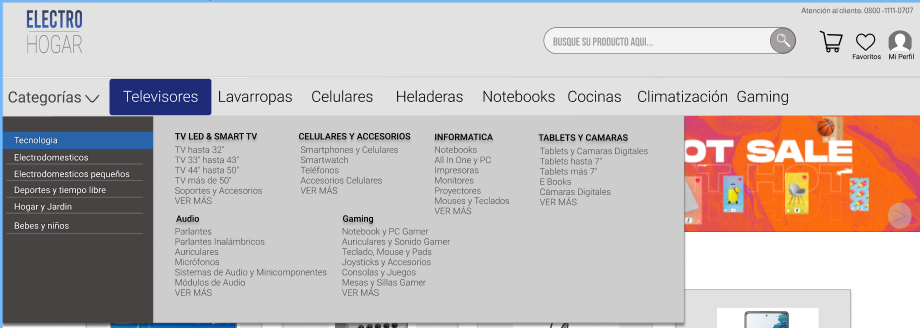 Atención al cliente: 0800 -1111-0707
ELECTRO
HOGAR
BUSQUE SU PRODUCTO AQUI...
Favoritos
Mi Perfil
Categorías
Televisores
Lavarropas
Celulares
Heladeras
Notebooks
Cocinas
Climatización
Gaming
Tecnologia
Electrodomesticos
Electrodomesticos pequeños
Deportes y tiempo libre
Hogar y Jardin
Bebes y niños
TV LED & SMART TV
TV hasta 32"
TV 33" hasta 43"
TV 44" hasta 50"
TV más de 50"
Soportes y Accesorios
VER MÁS
CELULARES Y ACCESORIOS
Smartphones y Celulares
Smartwatch
Teléfonos
Accesorios Celulares
VER MÁS
INFORMATICA
Notebooks
All In One y PC
Impresoras
Monitores
Proyectores
Mouses y Teclados
VER MÁS
TABLETS Y CAMARAS
Tablets y Camaras Digitales
Tablets hasta 7"
Tablets más 7"
E Books
Cámaras Digitales
VER MÁS
Audio
Parlantes
Parlantes Inalámbricos
Auriculares
Micrófonos
Sistemas de Audio y Minicomponentes
Módulos de Audio
VER MÁS
Gaming
Notebook y PC Gamer
Auriculares y Sonido Gamer
Teclado, Mouse y Pads
Joysticks y Accesorios
Consolas y Juegos
Mesas y Sillas Gamer
VER MÁS
OT SALE